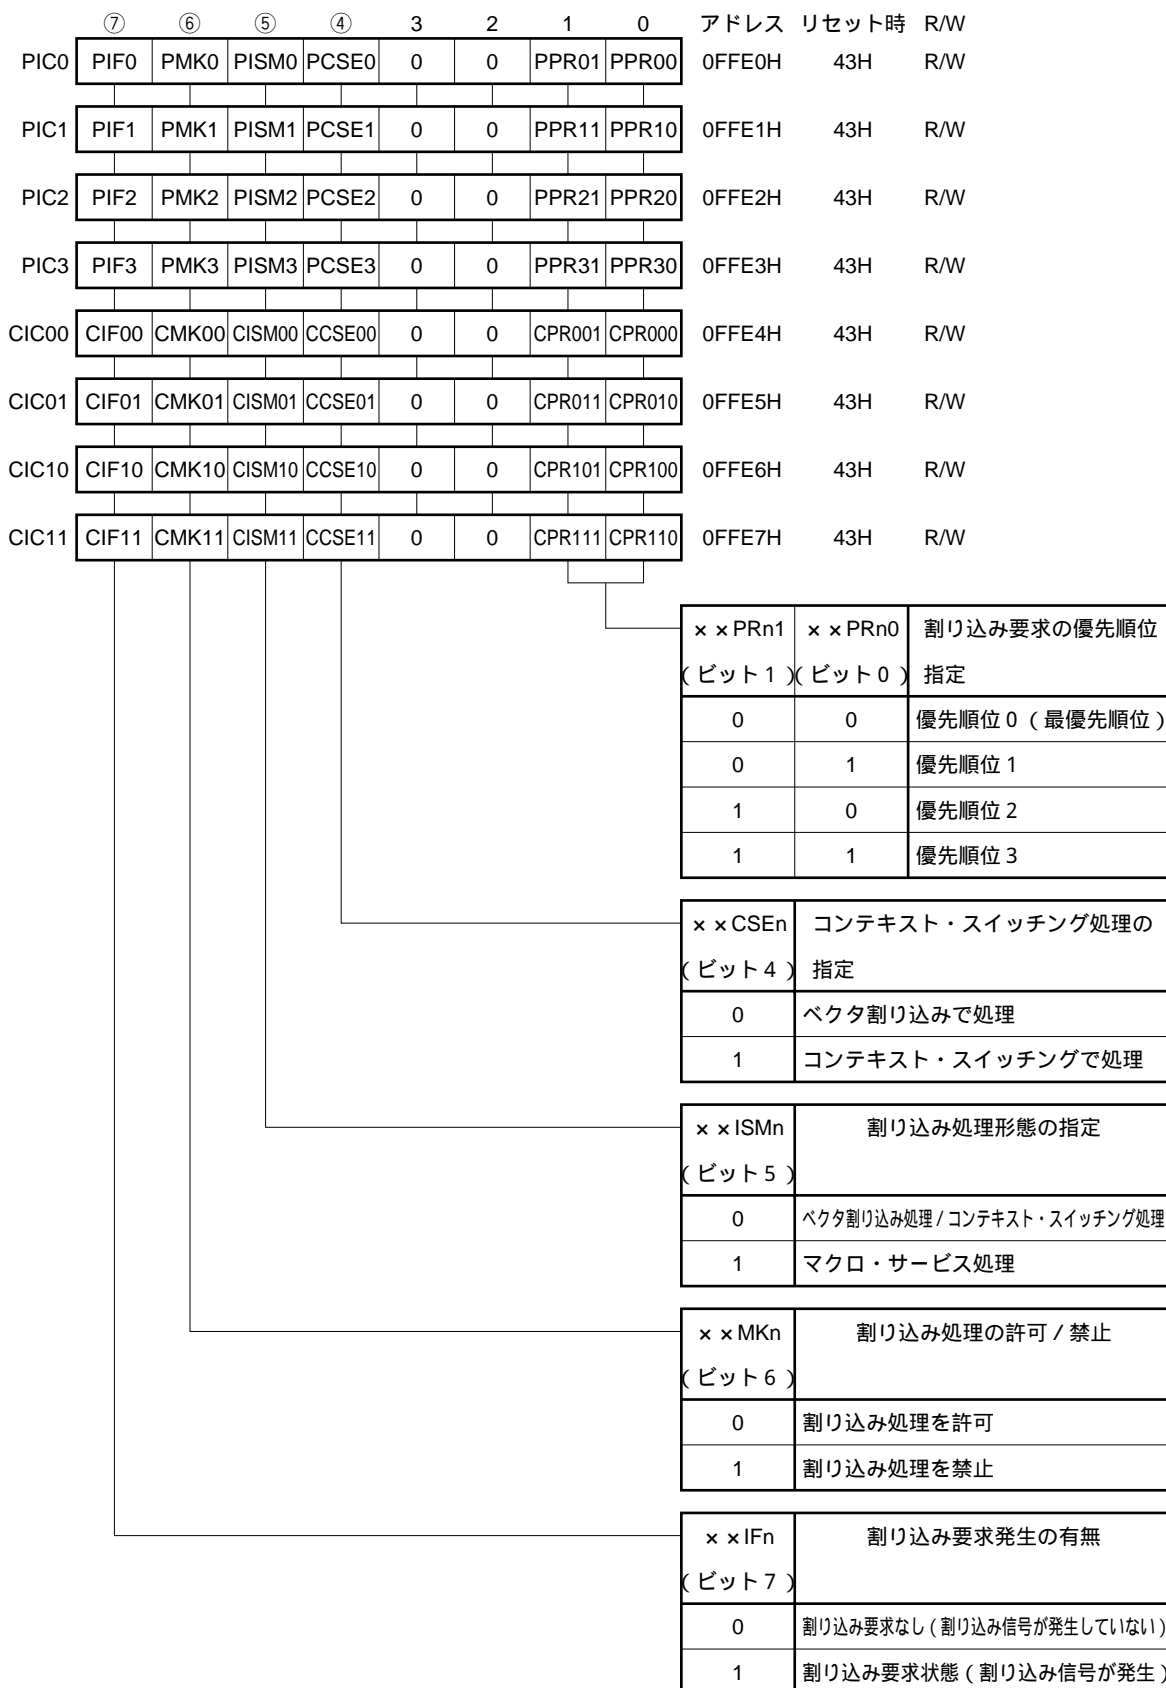 ⑦ ⑥ ⑤ ④ 3 2 1 0 アドレス リセット時 R/W
PIC0 PIF0 PMK0 PISM0 PCSE0 0 0 PPR01 PPR00 0FFE0H 43H R/W
PIC1 PIF1 PMK1 PISM1 PCSE1 0 0 PPR11 PPR10 0FFE1H 43H R/W
PIC2 PIF2 PMK2 PISM2 PCSE2 0 0 PPR21 PPR20 0FFE2H 43H R/W
PIC3 PIF3 PMK3 PISM3 PCSE3 0 0 PPR31 PPR30 0FFE3H 43H R/W
CIC00 CIF00 CMK00 CISM00 CCSE00 0 0 CPR001 CPR000 0FFE4H 43H R/W
CIC01 CIF01 CMK01 CISM01 CCSE01 0 0 CPR011 CPR010 0FFE5H 43H R/W
CIC10 CIF10 CMK10 CISM10 CCSE10 0 0 CPR101 CPR100 0FFE6H 43H R/W
CIC11 CIF11 CMK11 CISM11 CCSE11 0 0 CPR111 CPR110 0FFE7H 43H R/W
××PRn1 ××PRn0 割り込み要求の優先順位
(ビット1) (ビット0) 指定
0 0 優先順位0(最優先順位)
0 1 優先順位1
1 0 優先順位2
1 1 優先順位3
××CSEn コンテキスト・スイッチング処理の
(ビット4) 指定
0 ベクタ割り込みで処理
1 コンテキスト・スイッチングで処理
××ISMn 割り込み処理形態の指定
(ビット5)
0 ベクタ割り込み処理/コンテキスト・スイッチング処理
1 マクロ・サービス処理
××MKn 割り込み処理の許可/禁止
(ビット6)
0 割り込み処理を許可
1 割り込み処理を禁止
××IFn 割り込み要求発生の有無
(ビット7)
0 割り込み要求なし(割り込み信号が発生していない)
1 割り込み要求状態(割り込み信号が発生)